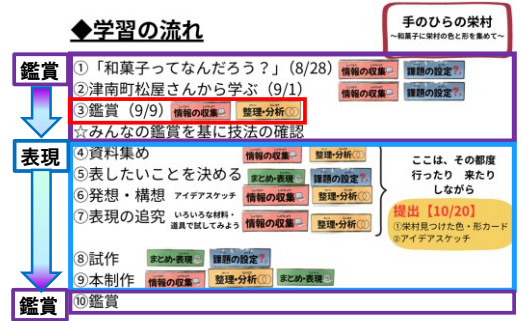 ◆学習の流れ
手のひらの栄村
～和菓子に栄村の色と形を集めて～
鑑賞
①「和菓子ってなんだろう?」(8/28) 情報の収集 課題の設定
②津南町松屋さんから学ぶ(9/1) 情報の収集 課題の設定
③鑑賞(9/9) 情報の収集 整理・分析
☆みんなの鑑賞を基に技法の確認
表現
④資料集め 情報の収集 整理・分析
⑤表したいことを決める まとめ・表現 課題の設定
⑥発想・構想 アイデアスケッチ 情報の収集 整理・分析
⑦表現の追究 いろいろな材料・
道具で試してみよう 情報の収集 整理・分析
ここは、その都度
行ったり 来たり
しながら
提出【10/20】
①栄村見つけた色・形カード
②アイデアスケッチ
⑧試作 まとめ・表現 課題の設定
⑨本制作 情報の収集 整理・分析 まとめ・表現
鑑賞
⑩鑑賞